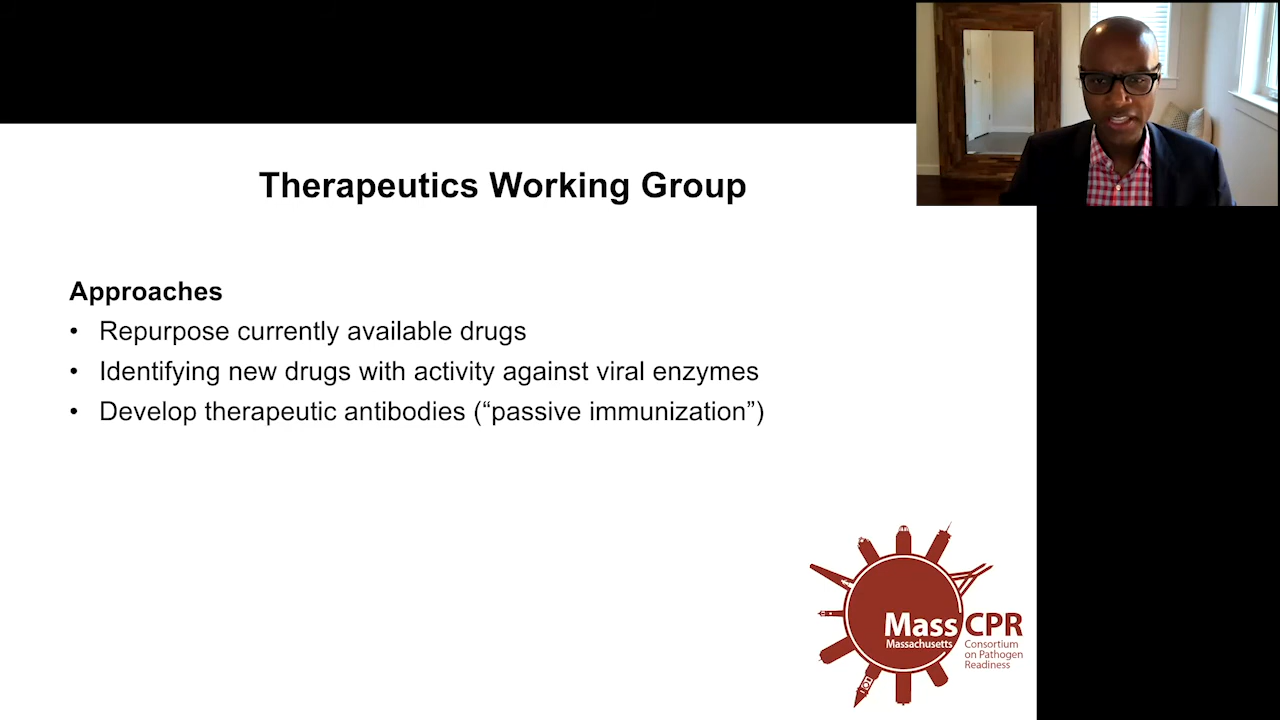 Therapeutics Working Group
Approaches
• Repurpose currently available drugs
• Identifying new drugs with activity against viral enzymes
• Develop therapeutic antibodies (“passive immunization”)
Mass CPR
Massachusetts Consortium
on Pathogen
Readiness